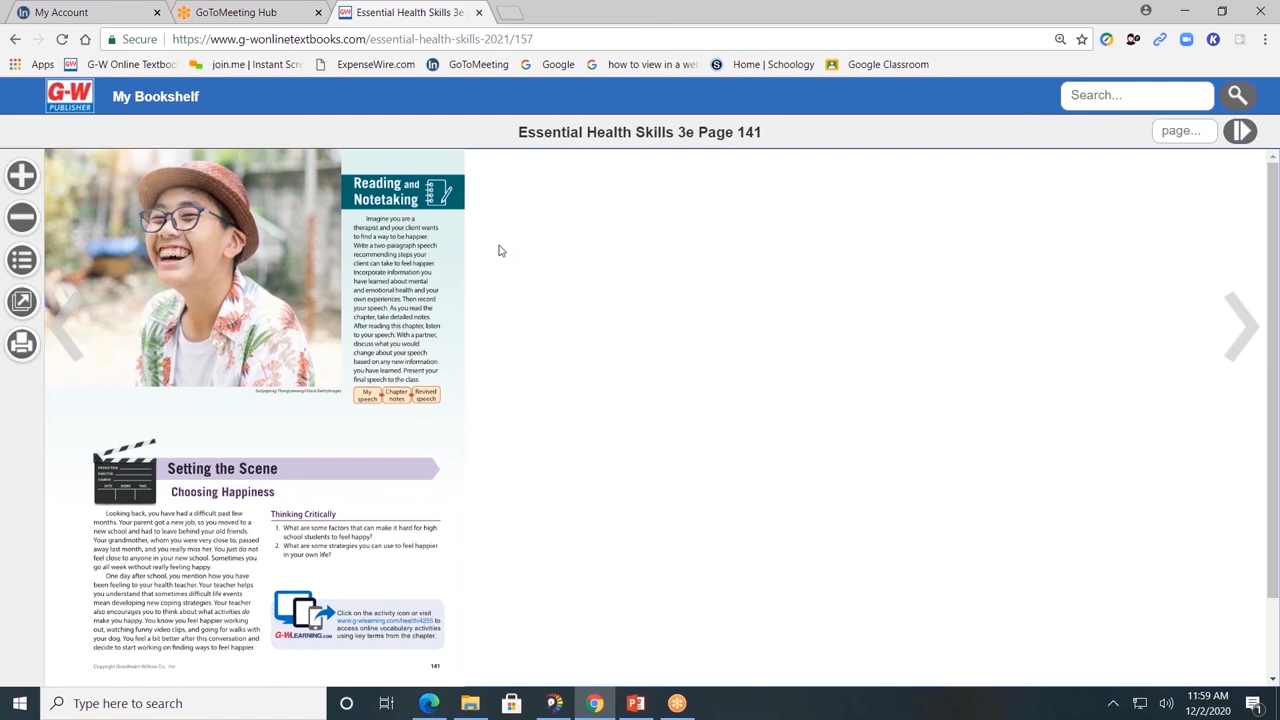 My Account
GoToMeeting
Essential Health Skills 3e
Secure
https://www.g-wonlinetextbooks.com/essential-health-skills-2021/157
Apps
G-W Online Textbo
join.me | Instant Scre
ExpenseWire.com
GoToMeeting
Google
how to view in a we
Home | Schoology
Google Classroom
G-W
PUBLISHER
My Bookshelf
Search...
Essential Health Skills 3e Page 141
page...
Reading and
Notetaking
Imagine you are a
therapist and your client wants
to find a way to be happier.
Write a two-paragraph speech
recommending steps your
client can take to feel happier.
Incorporate information you
have learned about mental
and emotional health and your
own experiences. Then record
your speech. As you read the
chapter, take detailed notes.
After reading this chapter, listen
to your speech. With a partner,
discuss what you would
change about your speech
based on any new information
you have learned. Present your
final speech to the class.
My
speech
Chapter
notes
Revised
speech
Setting the Scene
Choosing Happiness
Looking back, you have had a difficult past few
months. Your parent got a new job, so you moved to a
new school and had to leave behind your old friends.
Your grandmother, whom you were very close to, passed
away last month, and you really miss her. You just do not
feel close to anyone in your new school. Sometimes you
go all week without really feeling happy.
One day after school, you mention how you have
been feeling to your health teacher. Your teacher helps
you understand that sometimes difficult life events
mean developing new coping strategies. Your teacher
also encourages you to think about what activities do
make you happy. You know you feel happier working
out, watching funny video clips, and going for walks with
your dog. You feel a bit better after this conversation and
decide to start working on finding ways to feel happier.
Thinking Critically
1. What are some factors that can make it hard for high
school students to feel happy?
2. What are some strategies you can use to feel happier
in your own life?
G-WLEARNING.COM
Click on the activity icon or visit
www.g-wlearning.com/health/4255 to
access online vocabulary activities
using key terms from the chapter.
Copyright Goodheart-Willcox Co., Inc.
141
Type here to search
11:59 AM
12/2/2020